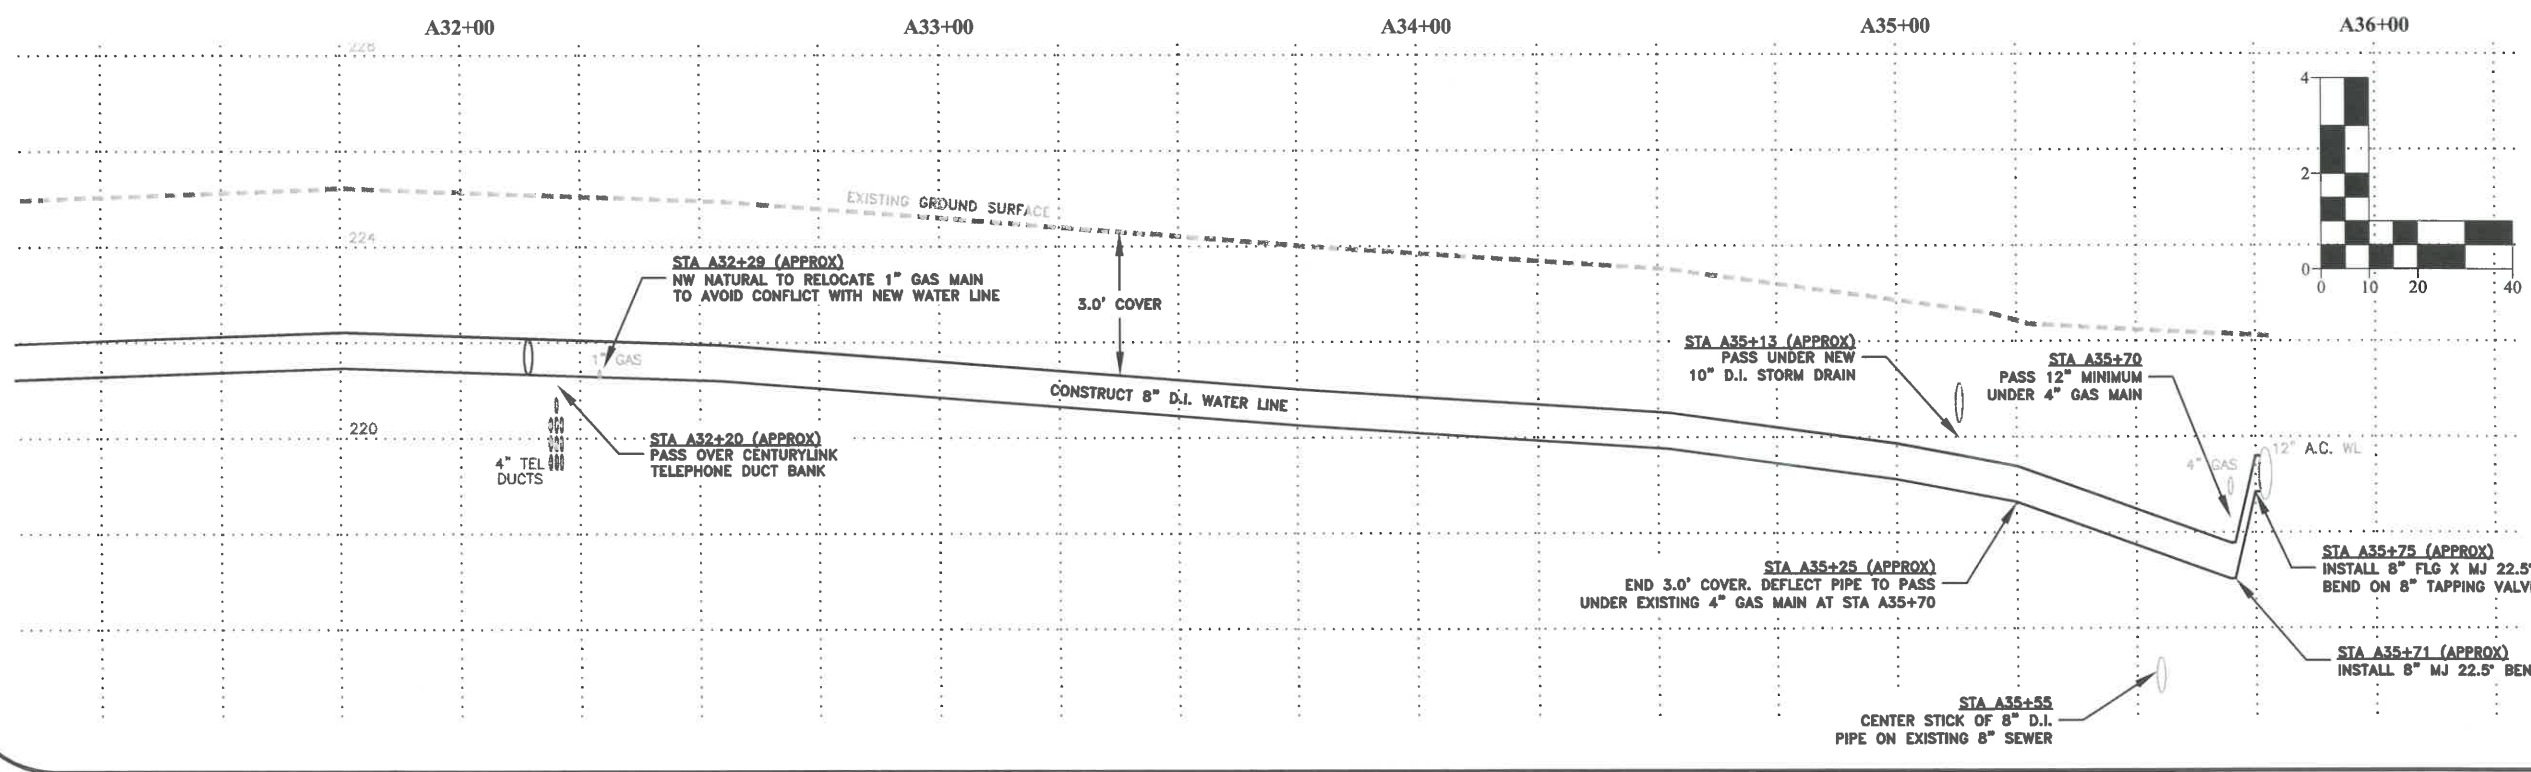 A32+00
A33+00
A34+00
A35+00
A36+00
228
4
2
0
0
10
20
40
EXISTING GROUND SURFACE
224
STA A32+29 (APPROX)
NW NATURAL TO RELOCATE 1" GAS MAIN
TO AVOID CONFLICT WITH NEW WATER LINE
3.0' COVER
1" GAS
STA A35+13 (APPROX)
PASS UNDER NEW
10" D.I. STORM DRAIN
STA A35+70
PASS 12" MINIMUM
UNDER 4" GAS MAIN
CONSTRUCT 8" D.I. WATER LINE
220
STA A32+20 (APPROX)
PASS OVER CENTURYLINK
TELEPHONE DUCT BANK
4" TEL
DUCTS
12" A.C. WL
4" GAS
STA A35+25 (APPROX)
END 3.0' COVER. DEFLECT PIPE TO PASS
UNDER EXISTING 4" GAS MAIN AT STA A35+70
STA A35+75 (APPROX)
INSTALL 8" FLG X MJ 22.5°
BEND ON 8" TAPPING VALV
STA A35+71 (APPROX)
INSTALL 8" MJ 22.5° BEN
STA A35+55
CENTER STICK OF 8" D.I.
PIPE ON EXISTING 8" SEWER